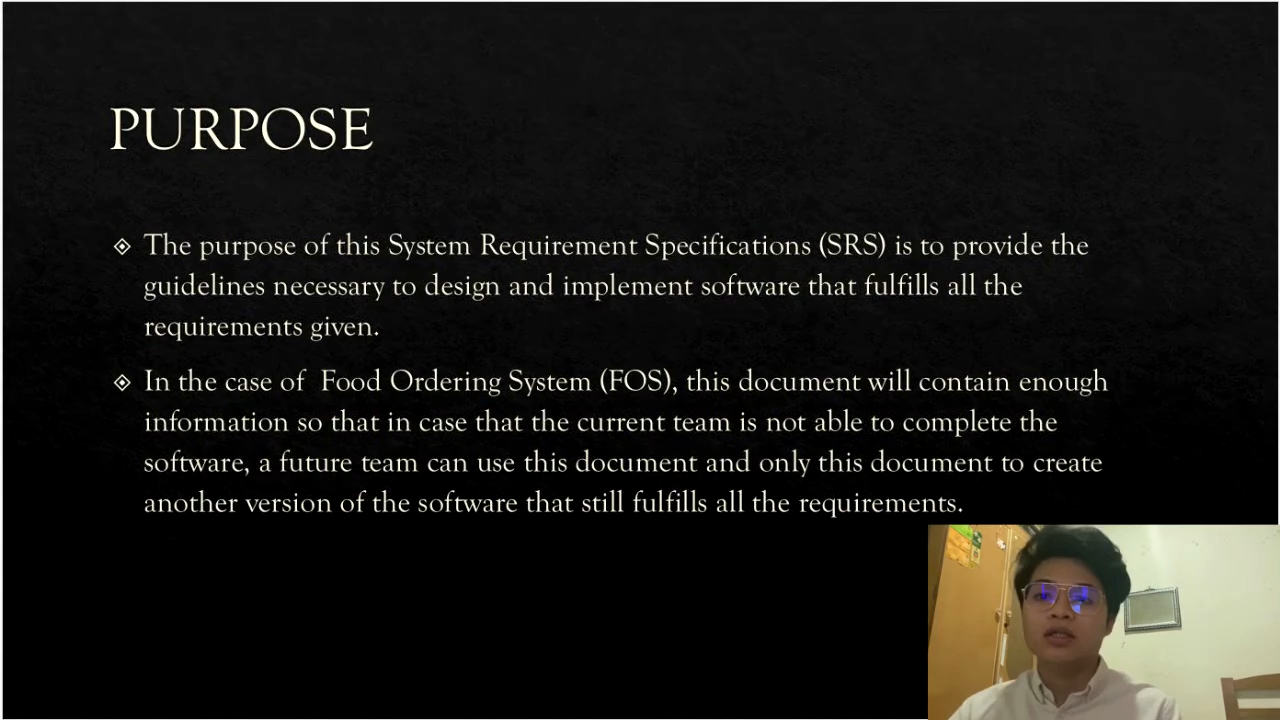 PURPOSE
The purpose of this System Requirement Specifications (SRS) is to provide the
guidelines necessary to design and implement software that fulfills all the
requirements given.
In the case of  Food Ordering System (FOS), this document will contain enough
information so that in case that the current team is not able to complete the
software, a future team can use this document and only this document to create
another version of the software that still fulfills all the requirements.